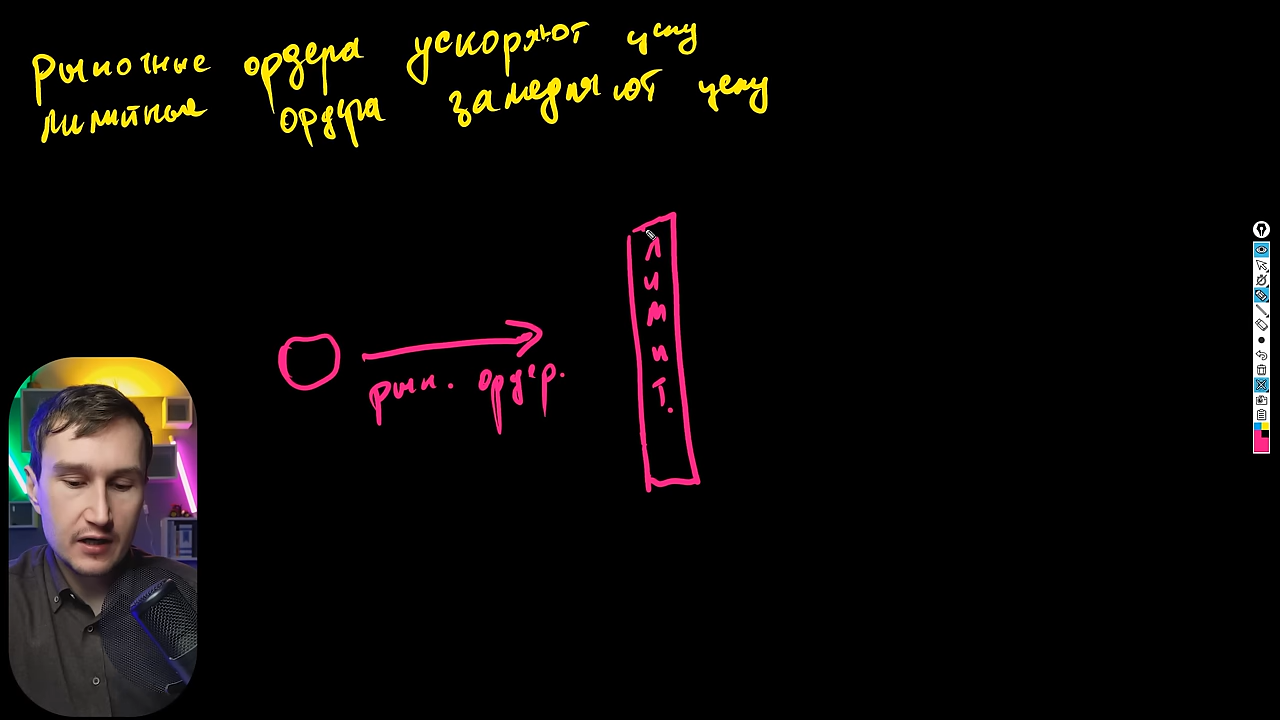 Рыночные ордера ускоряют цену
лимитные ордера замедляют цену
рын. ордер.
лимит.